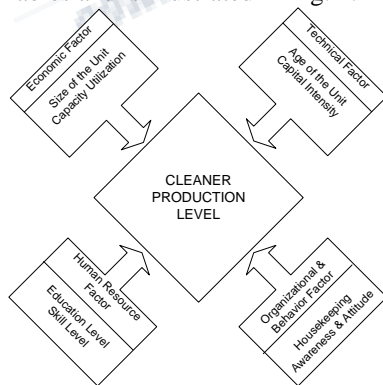 Economic Factor
Size of the Unit
Capacity Utilization
Technical Factor
Age of the Unit
Capital Intensity
CLEANER
PRODUCTION
LEVEL
Human Resource
Factor
Education Level
Skill Level
Organizational &
Behavior Factor
Housekeeping
Awareness & Attitude